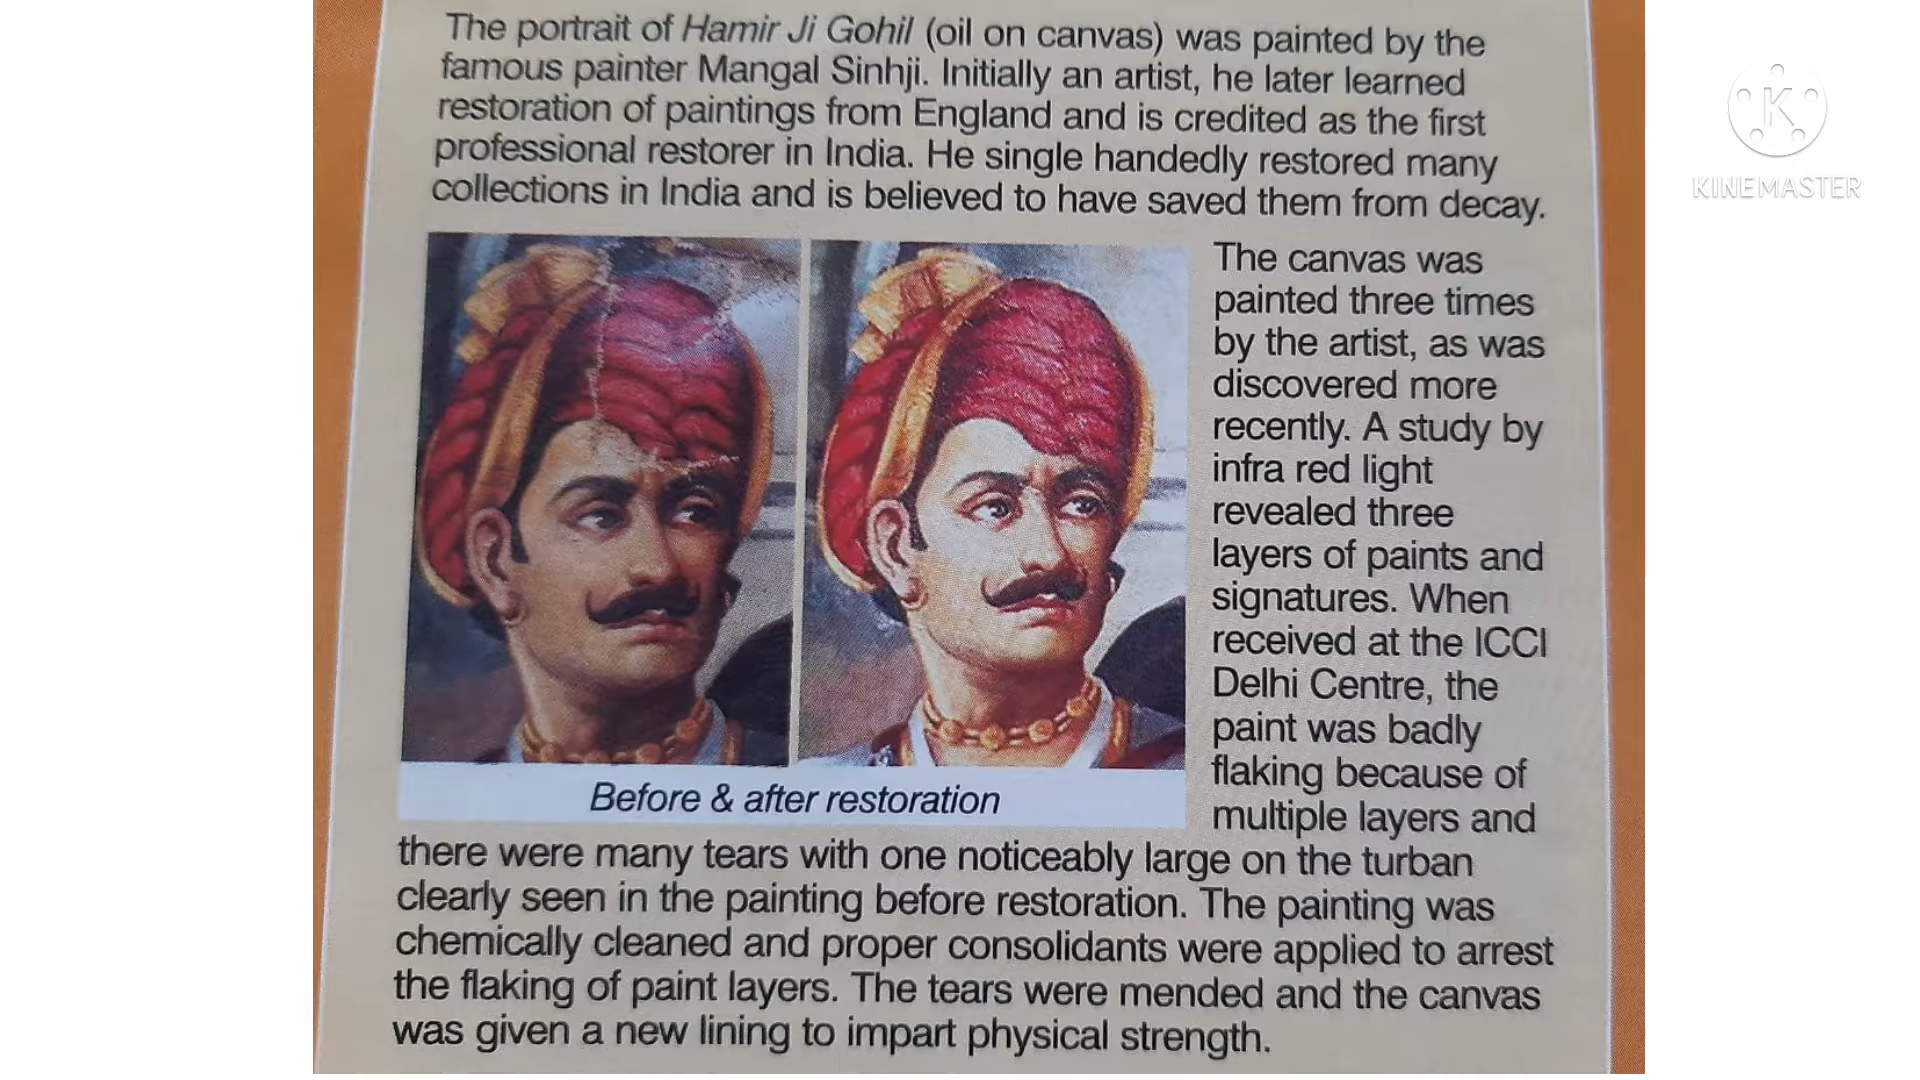 The portrait of Hamir Ji Gohil (oil on canvas) was painted by the
famous painter Mangal Sinhji. Initially an artist, he later learned
restoration of paintings from England and is credited as the first
professional restorer in India. He single handedly restored many
collections in India and is believed to have saved them from decay.
The canvas was
painted three times
by the artist, as was
discovered more
recently. A study by
infra red light
revealed three
layers of paints and
signatures. When
received at the ICCI
Delhi Centre, the
paint was badly
flaking because of
multiple layers and
there were many tears with one noticeably large on the turban
clearly seen in the painting before restoration. The painting was
chemically cleaned and proper consolidants were applied to arrest
the flaking of paint layers. The tears were mended and the canvas
was given a new lining to impart physical strength.
Before & after restoration
K
KINEMASTER